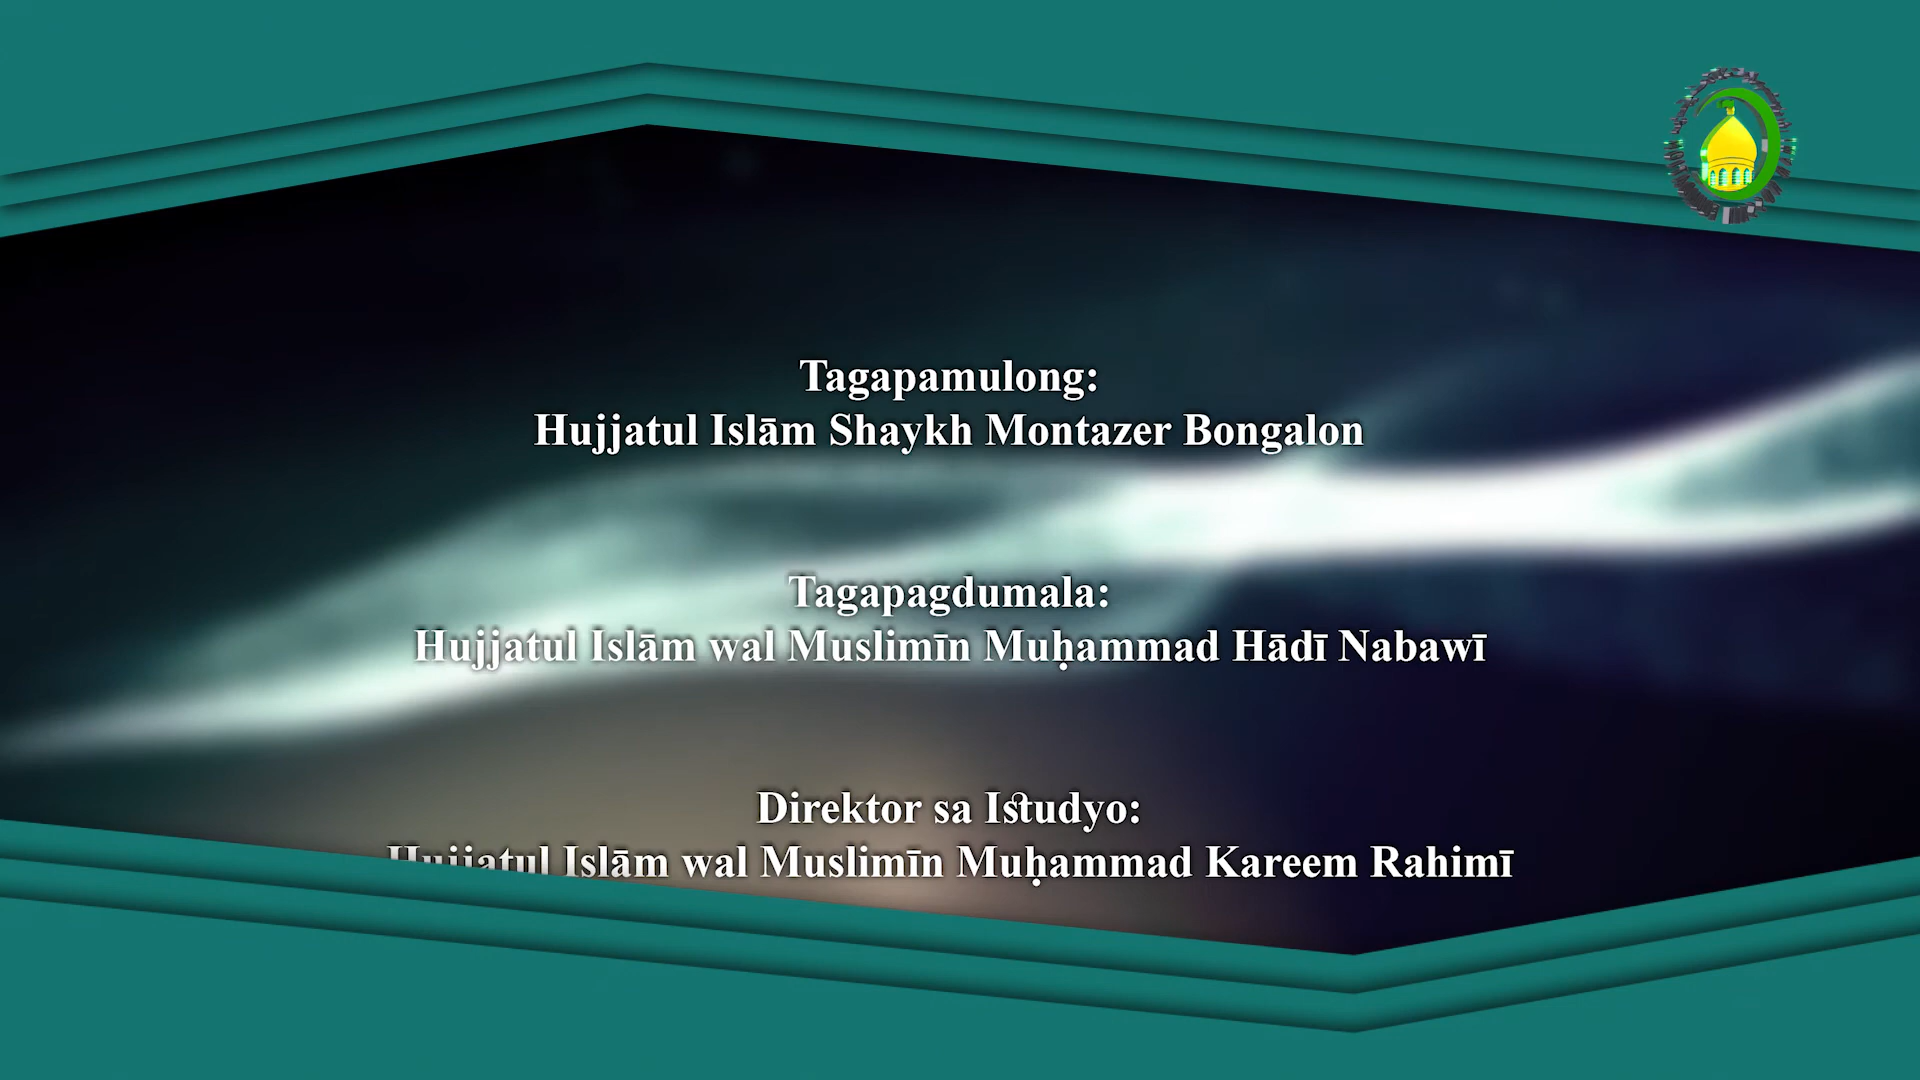 Tagapamulong:
Hujjatul Islām Shaykh Montazer Bongalon
Tagapagdumala:
Hujjatul Islām wal Muslimīn Muḥammad Hādī Nabawī
Direktor sa Istudyo:
Hujjatul Islām wal Muslimīn Muḥammad Kareem Rahimī